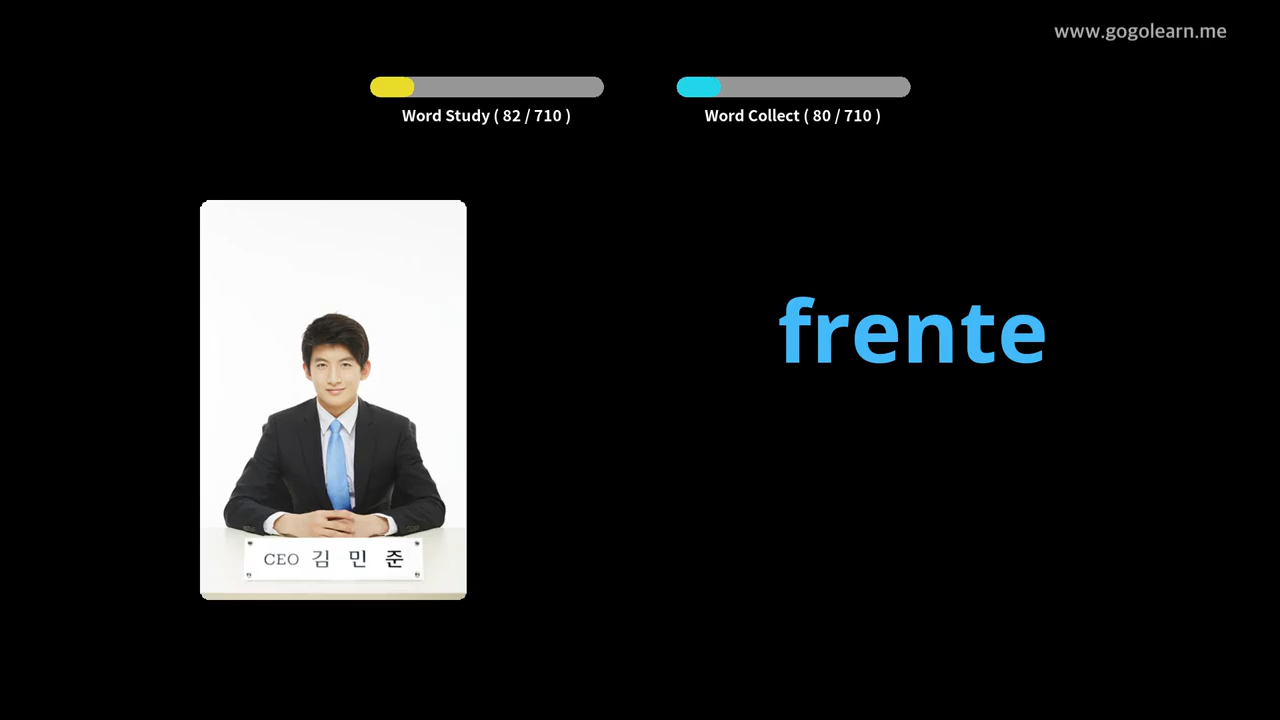 www.gogolearn.me
Word Study ( 82 / 710 )
Word Collect ( 80 / 710 )
frente
CEO 김 민 준